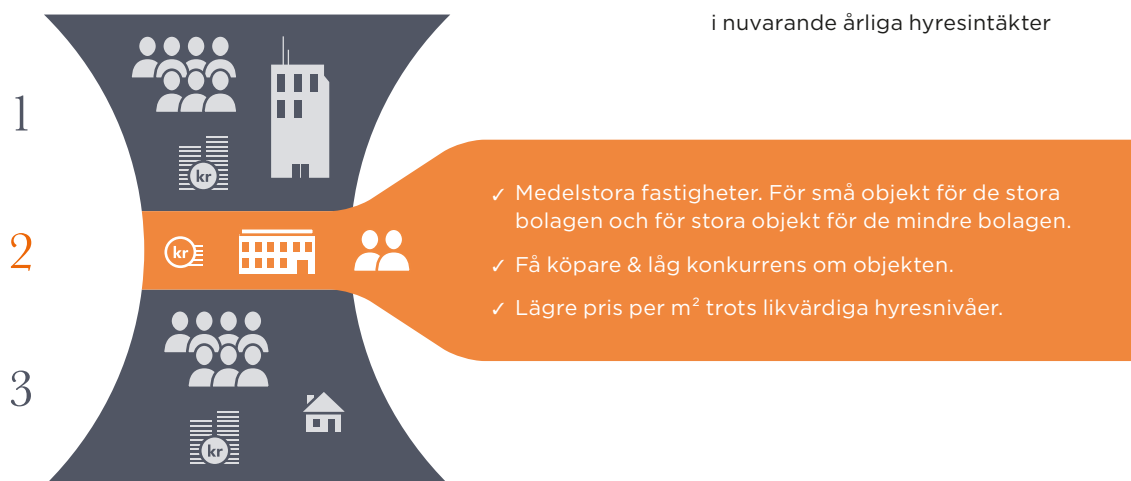 i nuvarande årliga hyresintäkter
1
kr
✓ Medelstora fastigheter. För små objekt för de stora
bolagen och för stora objekt för de mindre bolagen.
2
kr
✓ Få köpare & låg konkurrens om objekten.
✓ Lägre pris per m² trots likvärdiga hyresnivåer.
3
kr